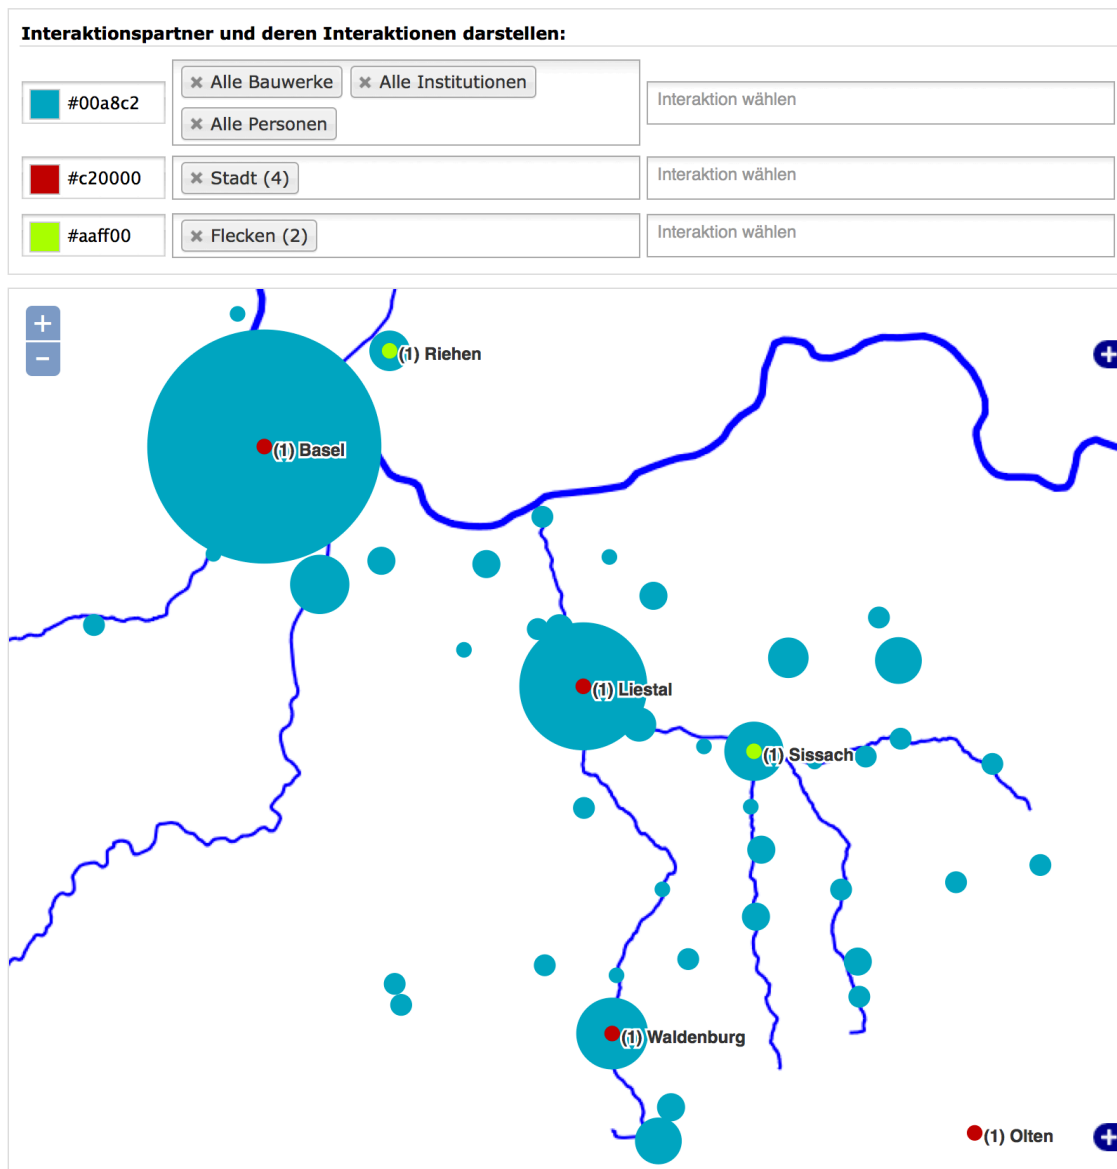 Interaktionspartner und deren Interaktionen darstellen:
#00a8c2
× Alle Bauwerke × Alle Institutionen
× Alle Personen
Interaktion wählen
#c20000
× Stadt (4)
Interaktion wählen
#aaff00
× Flecken (2)
Interaktion wählen
+
−
(1) Riehen
+
(1) Basel
(1) Liestal
(1) Sissach
(1) Waldenburg
(1) Olten
+